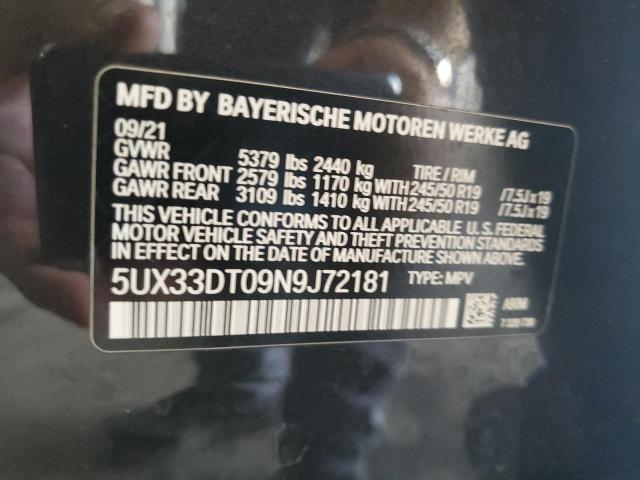 MFD BY BAYERISCHE MOTOREN WERKE AG
09/21
GVWR 5379 lbs 2440 kg TIRE / RIM
GAWR FRONT 2579 lbs 1170 kg WITH 245/50 R19 /7.5Jx19
GAWR REAR 3109 lbs 1410 kg WITH 245/50 R19 /7.5Jx19
THIS VEHICLE CONFORMS TO ALL APPLICABLE U. S. FEDERAL
MOTOR VEHICLE SAFETY AND THEFT PREVENTION STANDARDS
IN EFFECT ON THE DATE OF MANUFACTURE SHOWN ABOVE.
5UX33DT09N9J72181 TYPE: MPV